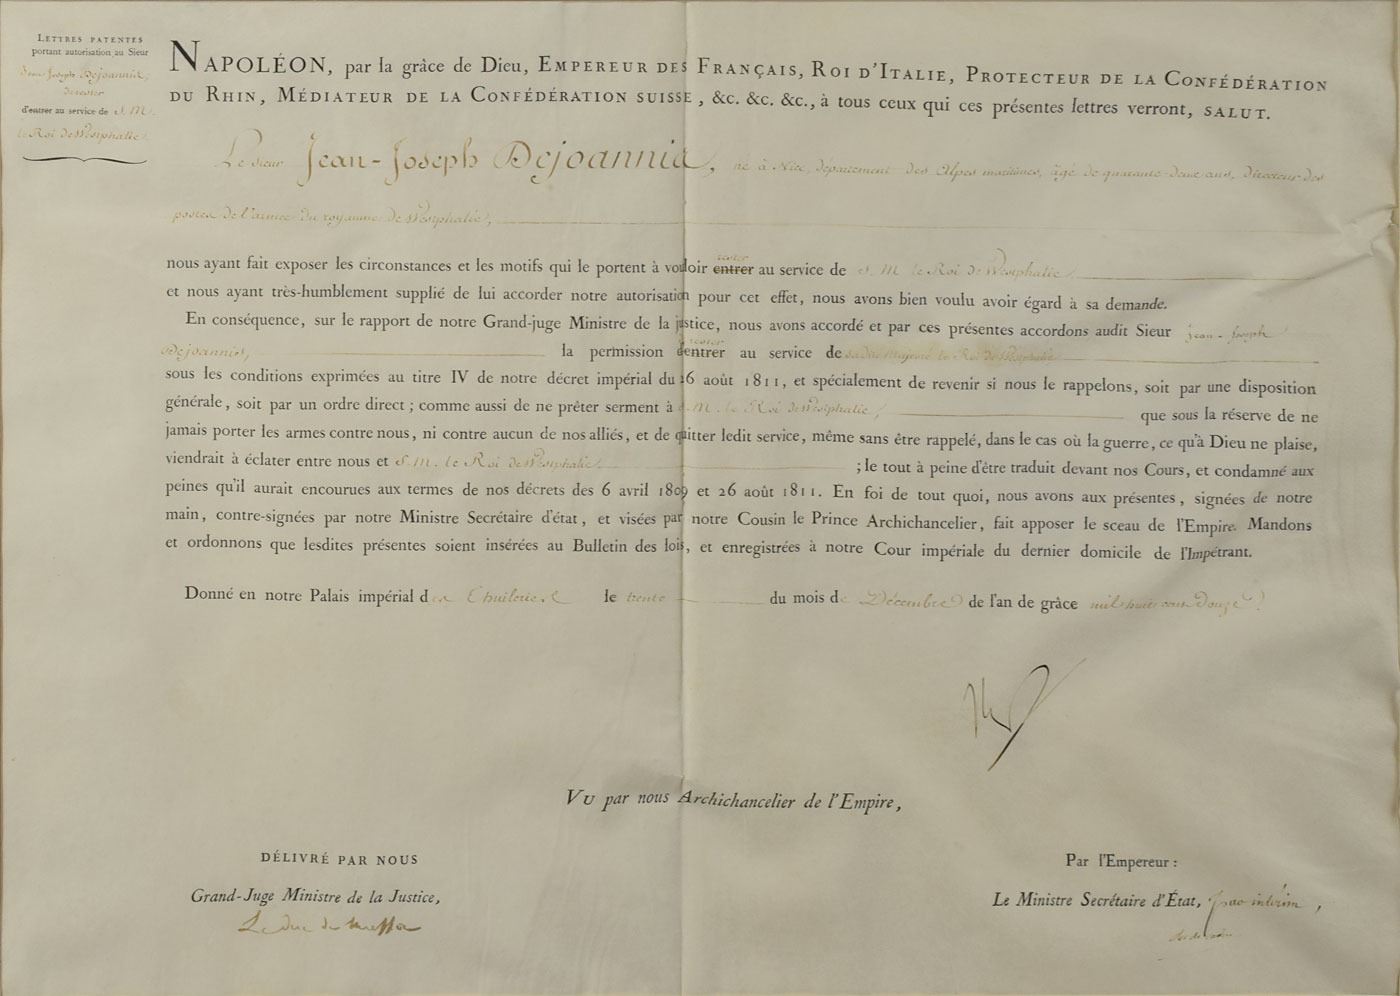 LETTRES PATENTES
portant autorisation au Sieur
Jean-Joseph Dejoannis,
de rester
d'entrer au service de S. M.
le Roi de Westphalie.
NAPOLÉON, par la grâce de Dieu, EMPEREUR DES FRANÇAIS, ROI D'ITALIE, PROTECTEUR DE LA CONFÉDÉRATION
DU RHIN, MÉDIATEUR DE LA CONFÉDÉRATION SUISSE, &c. &c. &c., à tous ceux qui ces présentes lettres verront, SALUT.
Le sieur Jean-Joseph Dejoannis, né à Nice, département des Alpes maritimes, âgé de quarante-deux ans, directeur des
postes de l'armée du royaume de Westphalie,
nous ayant fait exposer les circonstances et les motifs qui le portent à vouloir entrer rester au service de S. M. le Roi de Westphalie,
et nous ayant très-humblement supplié de lui accorder notre autorisation pour cet effet, nous avons bien voulu avoir égard à sa demande.
En conséquence, sur le rapport de notre Grand-juge Ministre de la justice, nous avons accordé et par ces présentes accordons audit Sieur Jean-Joseph
Dejoannis, la permission d'entrer rester au service de sadite Majesté le Roi de Westphalie
sous les conditions exprimées au titre IV de notre décret impérial du 26 août 1811, et spécialement de revenir si nous le rappelons, soit par une disposition
générale, soit par un ordre direct ; comme aussi de ne prêter serment à S. M. le Roi de Westphalie, que sous la réserve de ne
jamais porter les armes contre nous, ni contre aucun de nos alliés, et de quitter ledit service, même sans être rappelé, dans le cas où la guerre, ce qu'à Dieu ne plaise,
viendrait à éclater entre nous et S. M. le Roi de Westphalie ; le tout à peine d'être traduit devant nos Cours, et condamné aux
peines qu'il aurait encourues aux termes de nos décrets des 6 avril 1809 et 26 août 1811. En foi de tout quoi, nous avons aux présentes, signées de notre
main, contre-signées par notre Ministre Secrétaire d'état, et visées par notre Cousin le Prince Archichancelier, fait apposer le sceau de l'Empire. Mandons
et ordonnons que lesdites présentes soient insérées au Bulletin des lois, et enregistrées à notre Cour impériale du dernier domicile de l'Impétrant.
Donné en notre Palais impérial des Thuileries le trente du mois de Décembre de l'an de grâce mil huit cent douze.
VU par nous Archichancelier de l'Empire,
DÉLIVRÉ PAR NOUS
Grand-Juge Ministre de la Justice,
Le duc de Massa
Par l'Empereur :
Le Ministre Secrétaire d'État, par intérim,